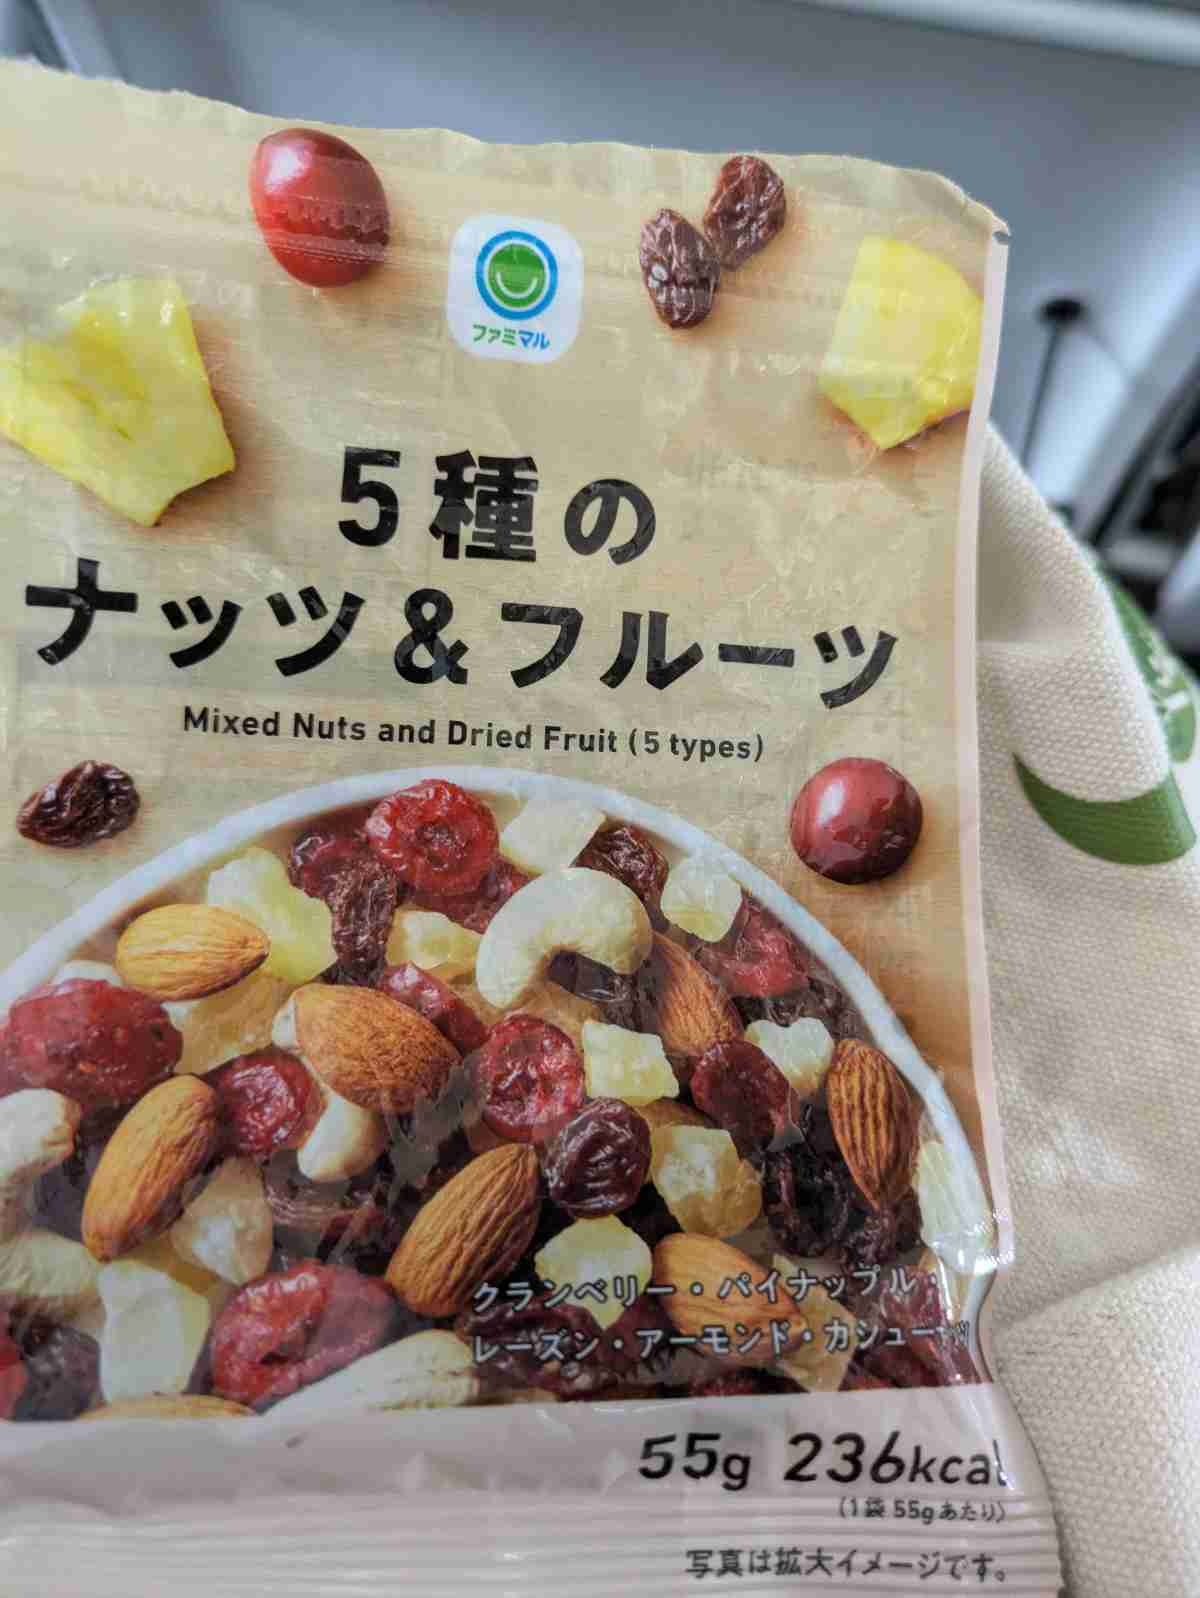 ファミマル
5種の
ナッツ&フルーツ
Mixed Nuts and Dried Fruit (5 types)
クランベリー・パイナップル・
レーズン・アーモンド・カシューナッツ
55g 236kcal
(1袋 55gあたり)
写真は拡大イメージです。